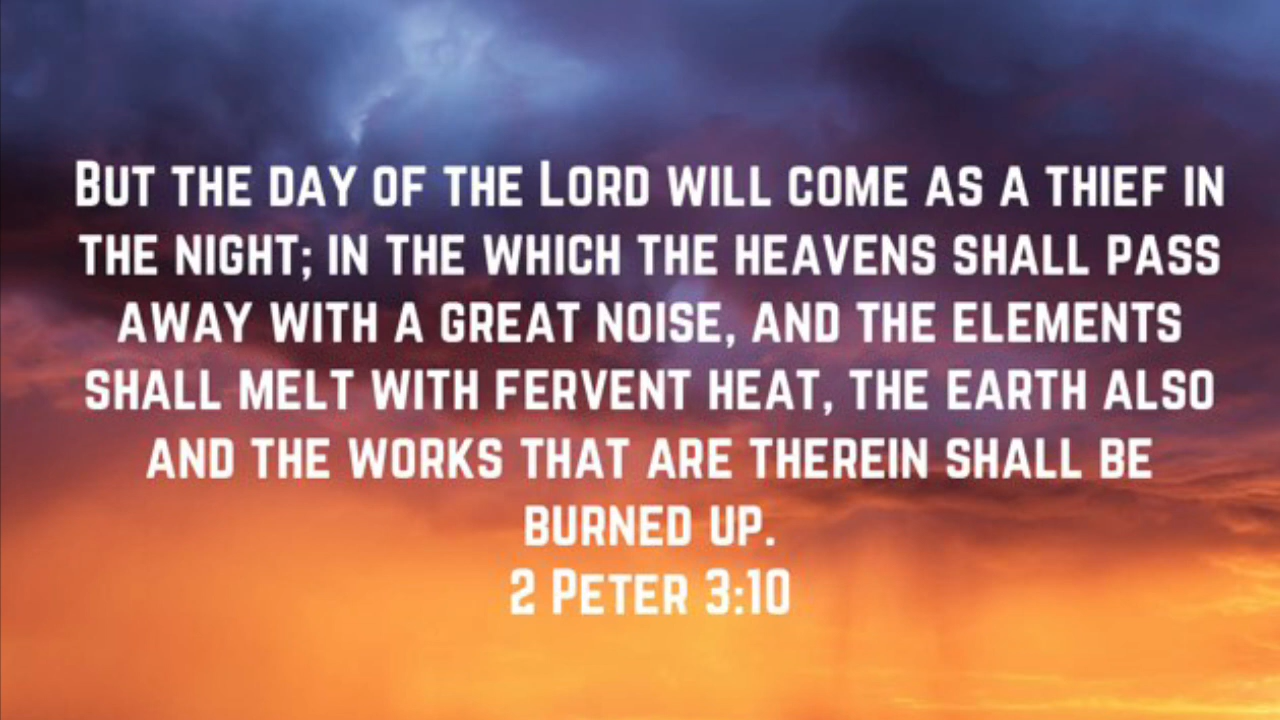 But the day of the Lord will come as a thief in
the night; in the which the heavens shall pass
away with a great noise, and the elements
shall melt with fervent heat, the earth also
and the works that are therein shall be
burned up.
2 Peter 3:10